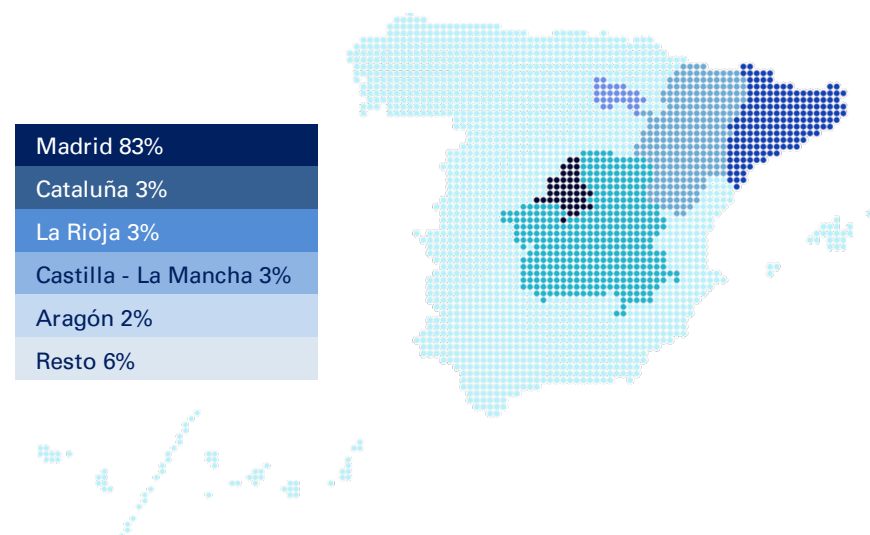 Madrid 83%
Cataluña 3%
La Rioja 3%
Castilla - La Mancha 3%
Aragón 2%
Resto 6%